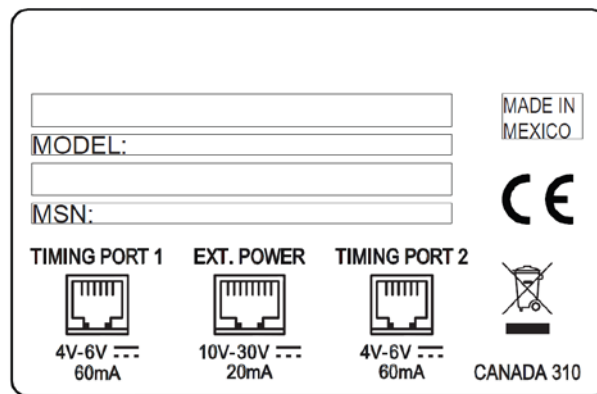 MADE IN
MEXICO
MODEL:
MSN:
CE
TIMING PORT 1 EXT. POWER TIMING PORT 2
4V-6V 10V-30V 4V-6V
60mA 20mA 60mA
CANADA 310